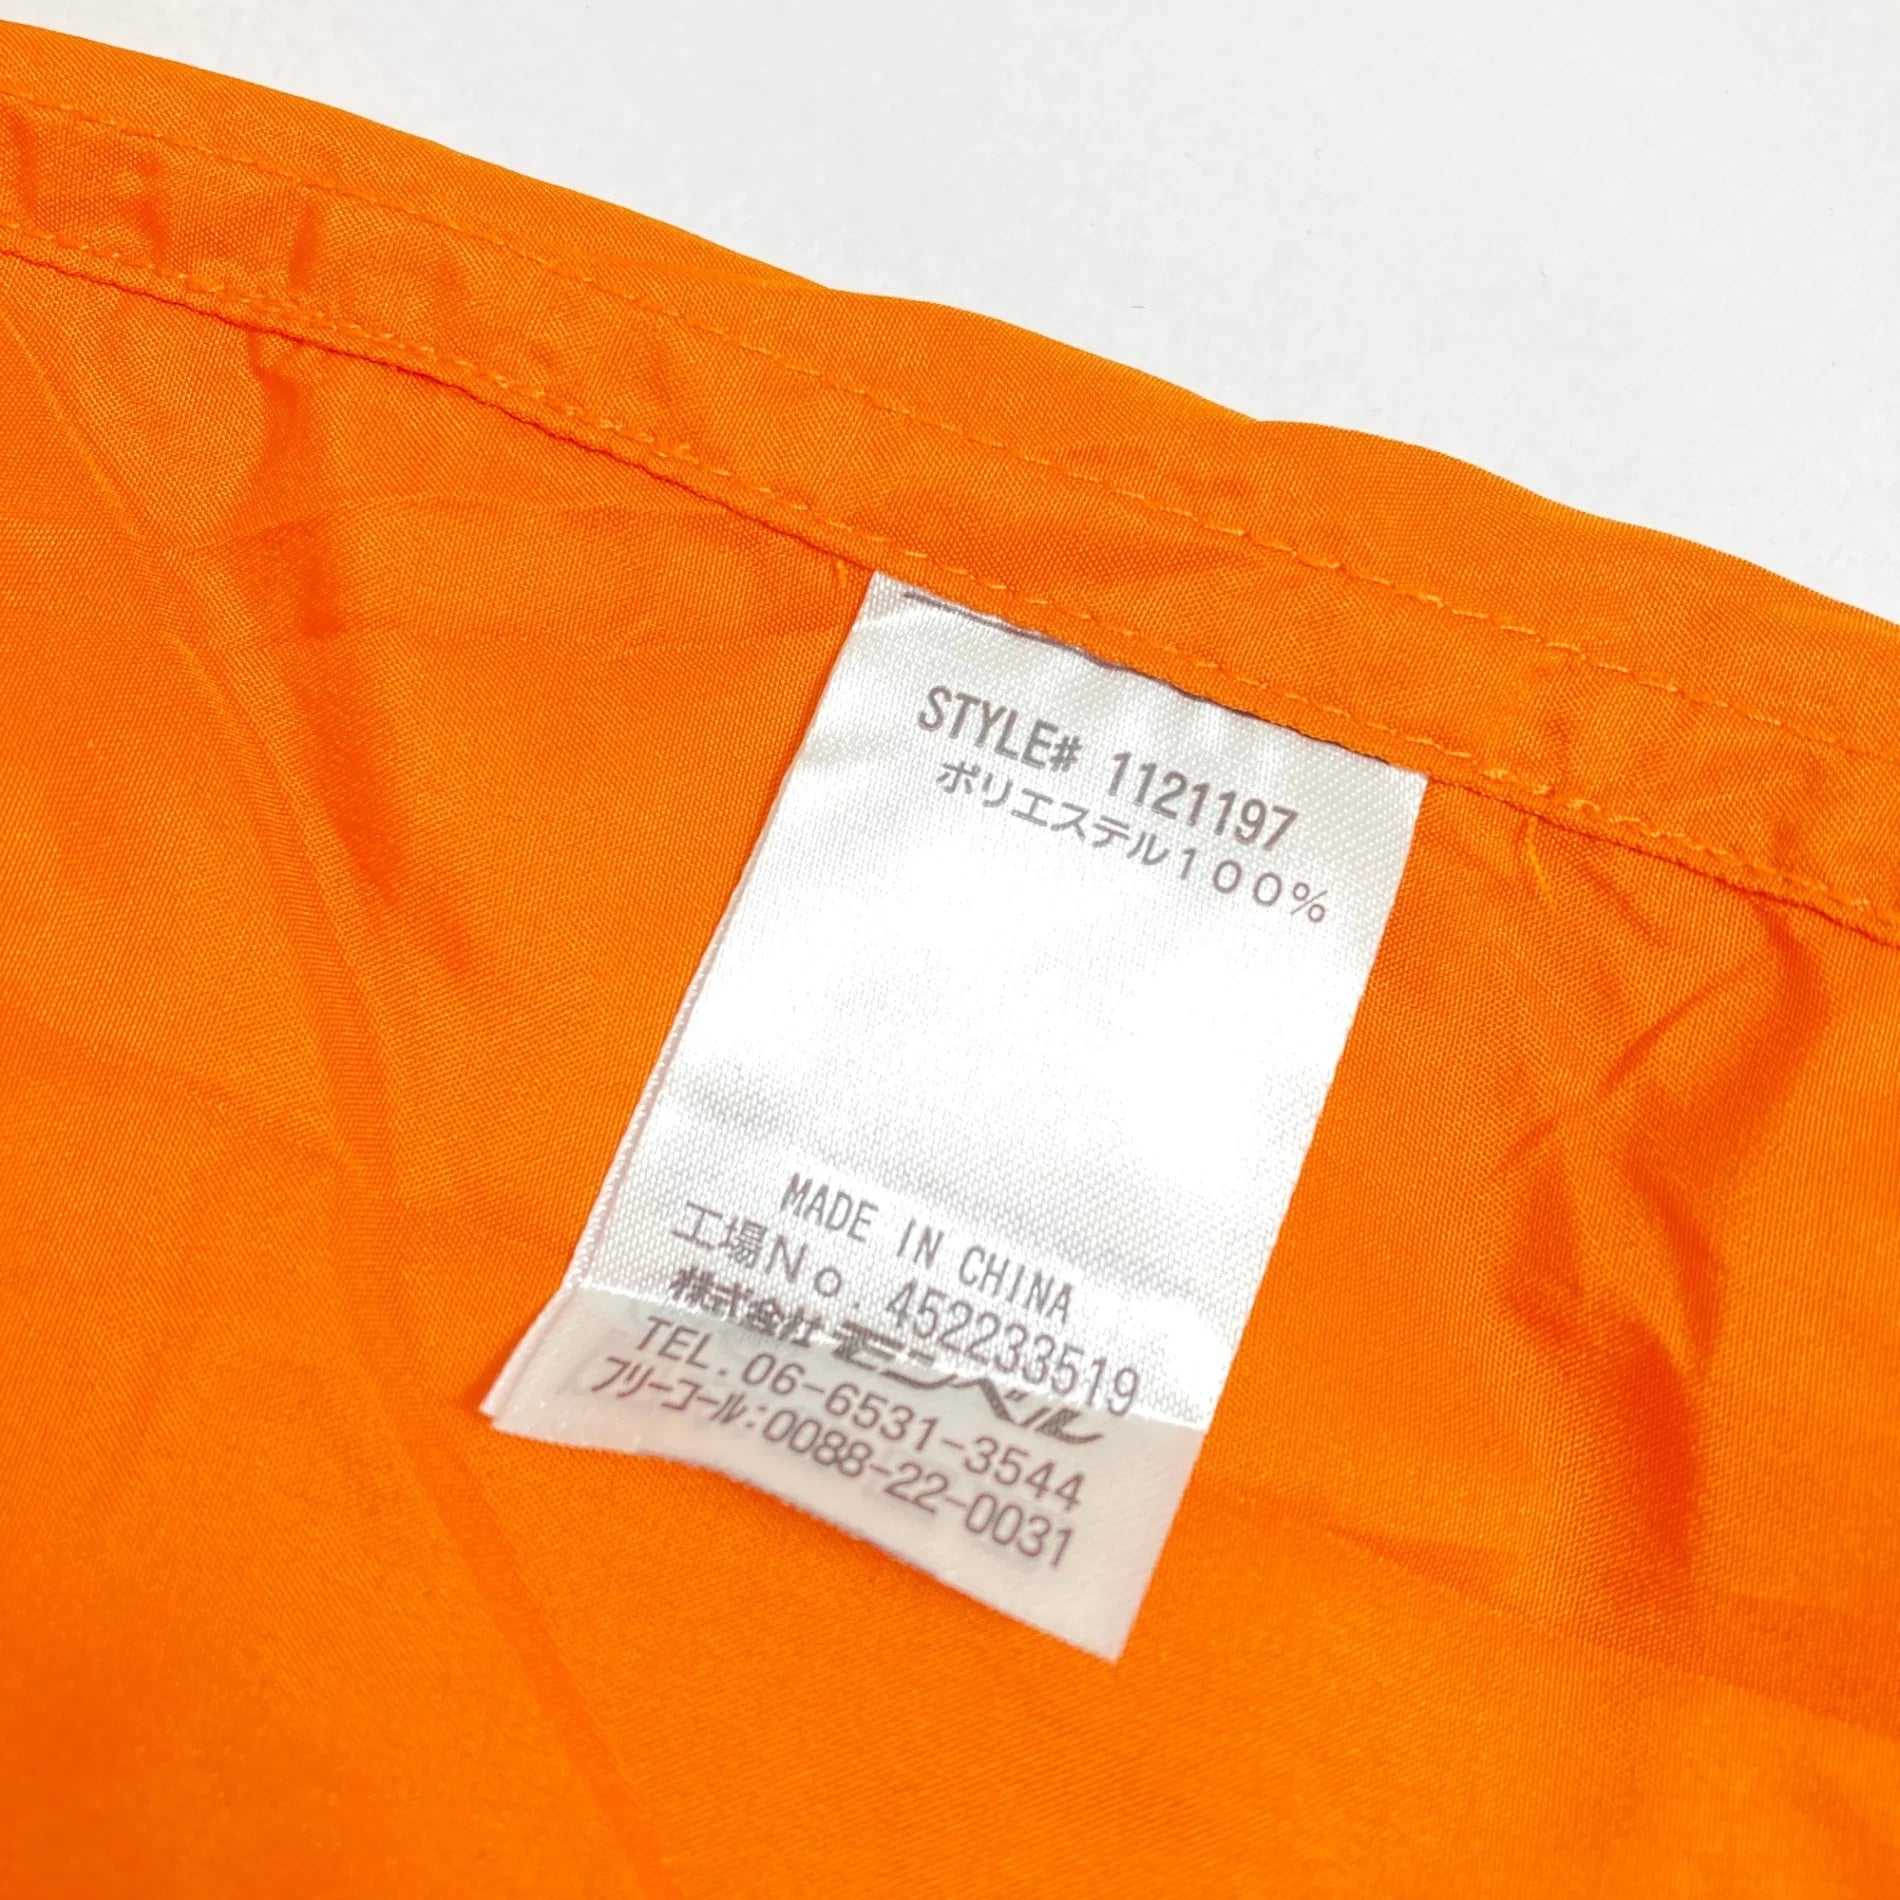 STYLE# 1121197
ポリエステル１００％
MADE IN CHINA
工場No. 452233519
株式会社 モンベル
TEL. 06-6531-3544
フリーコール:0088-22-0031